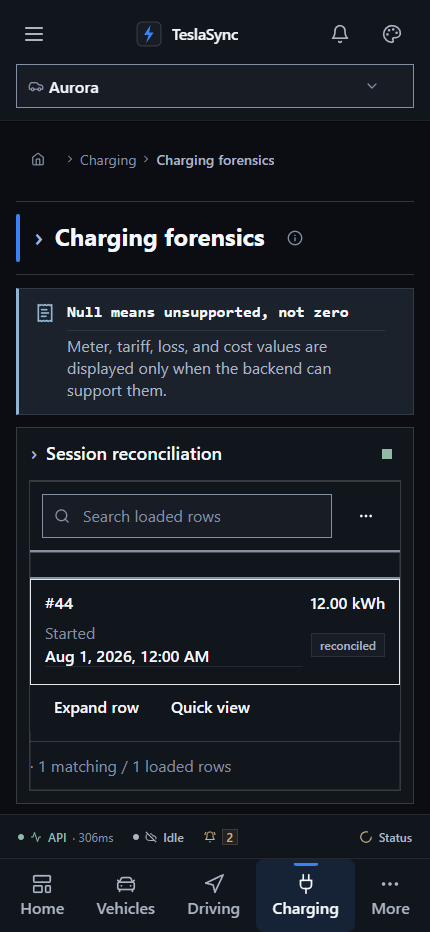 TeslaSync
Aurora
Charging
Charging forensics
Charging forensics
Null means unsupported, not zero
Meter, tariff, loss, and cost values are
displayed only when the backend can
support them.
Session reconciliation
Search loaded rows
#44
12.00 kWh
Started
Aug 1, 2026, 12:00 AM
reconciled
Expand row
Quick view
· 1 matching / 1 loaded rows
API · 306ms
Idle
2
Status
Home
Vehicles
Driving
Charging
More